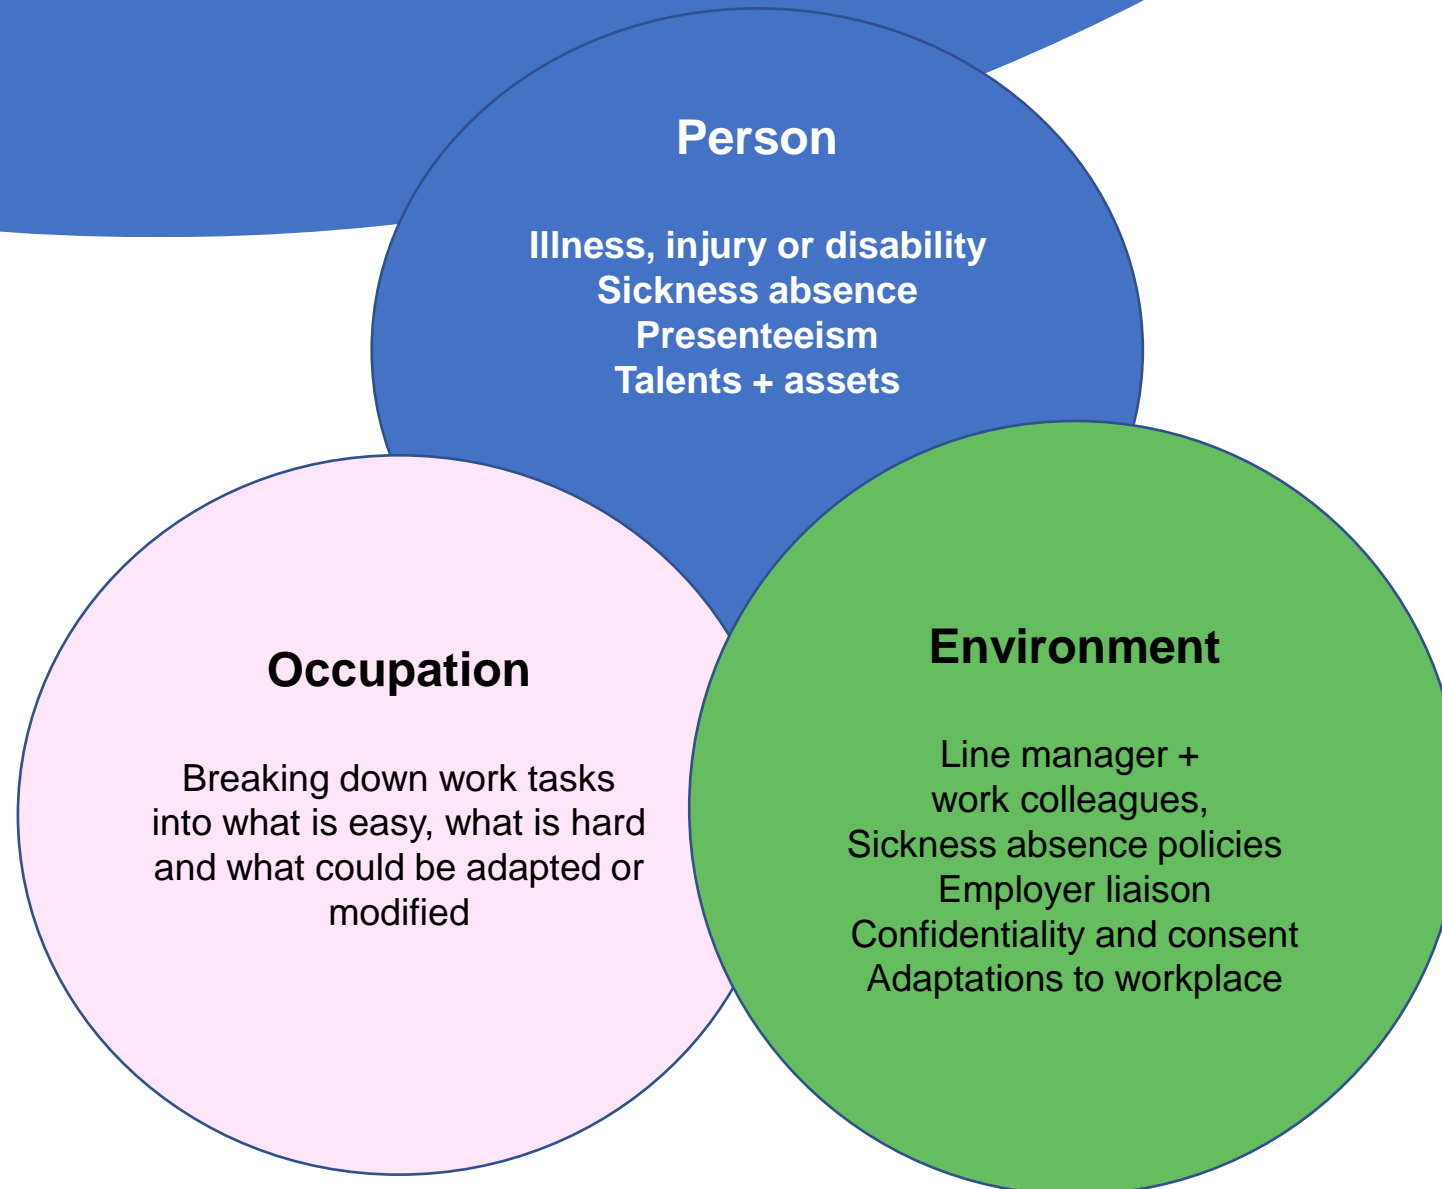 Person
Illness, injury or disability
Sickness absence
Presenteeism
Talents + assets
Occupation
Breaking down work tasks
into what is easy, what is hard
and what could be adapted or
modified
Environment
Line manager +
work colleagues,
Sickness absence policies
Employer liaison
Confidentiality and consent
Adaptations to workplace